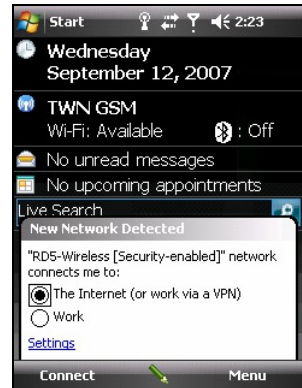 Start 2:23
Wednesday
September 12, 2007
TWN GSM
Wi-Fi: Available : Off
No unread messages
No upcoming appointments
Live Search
New Network Detected
"RD5-Wireless [Security-enabled]" network
connects me to:
The Internet (or work via a VPN)
Work
Settings
Connect Menu